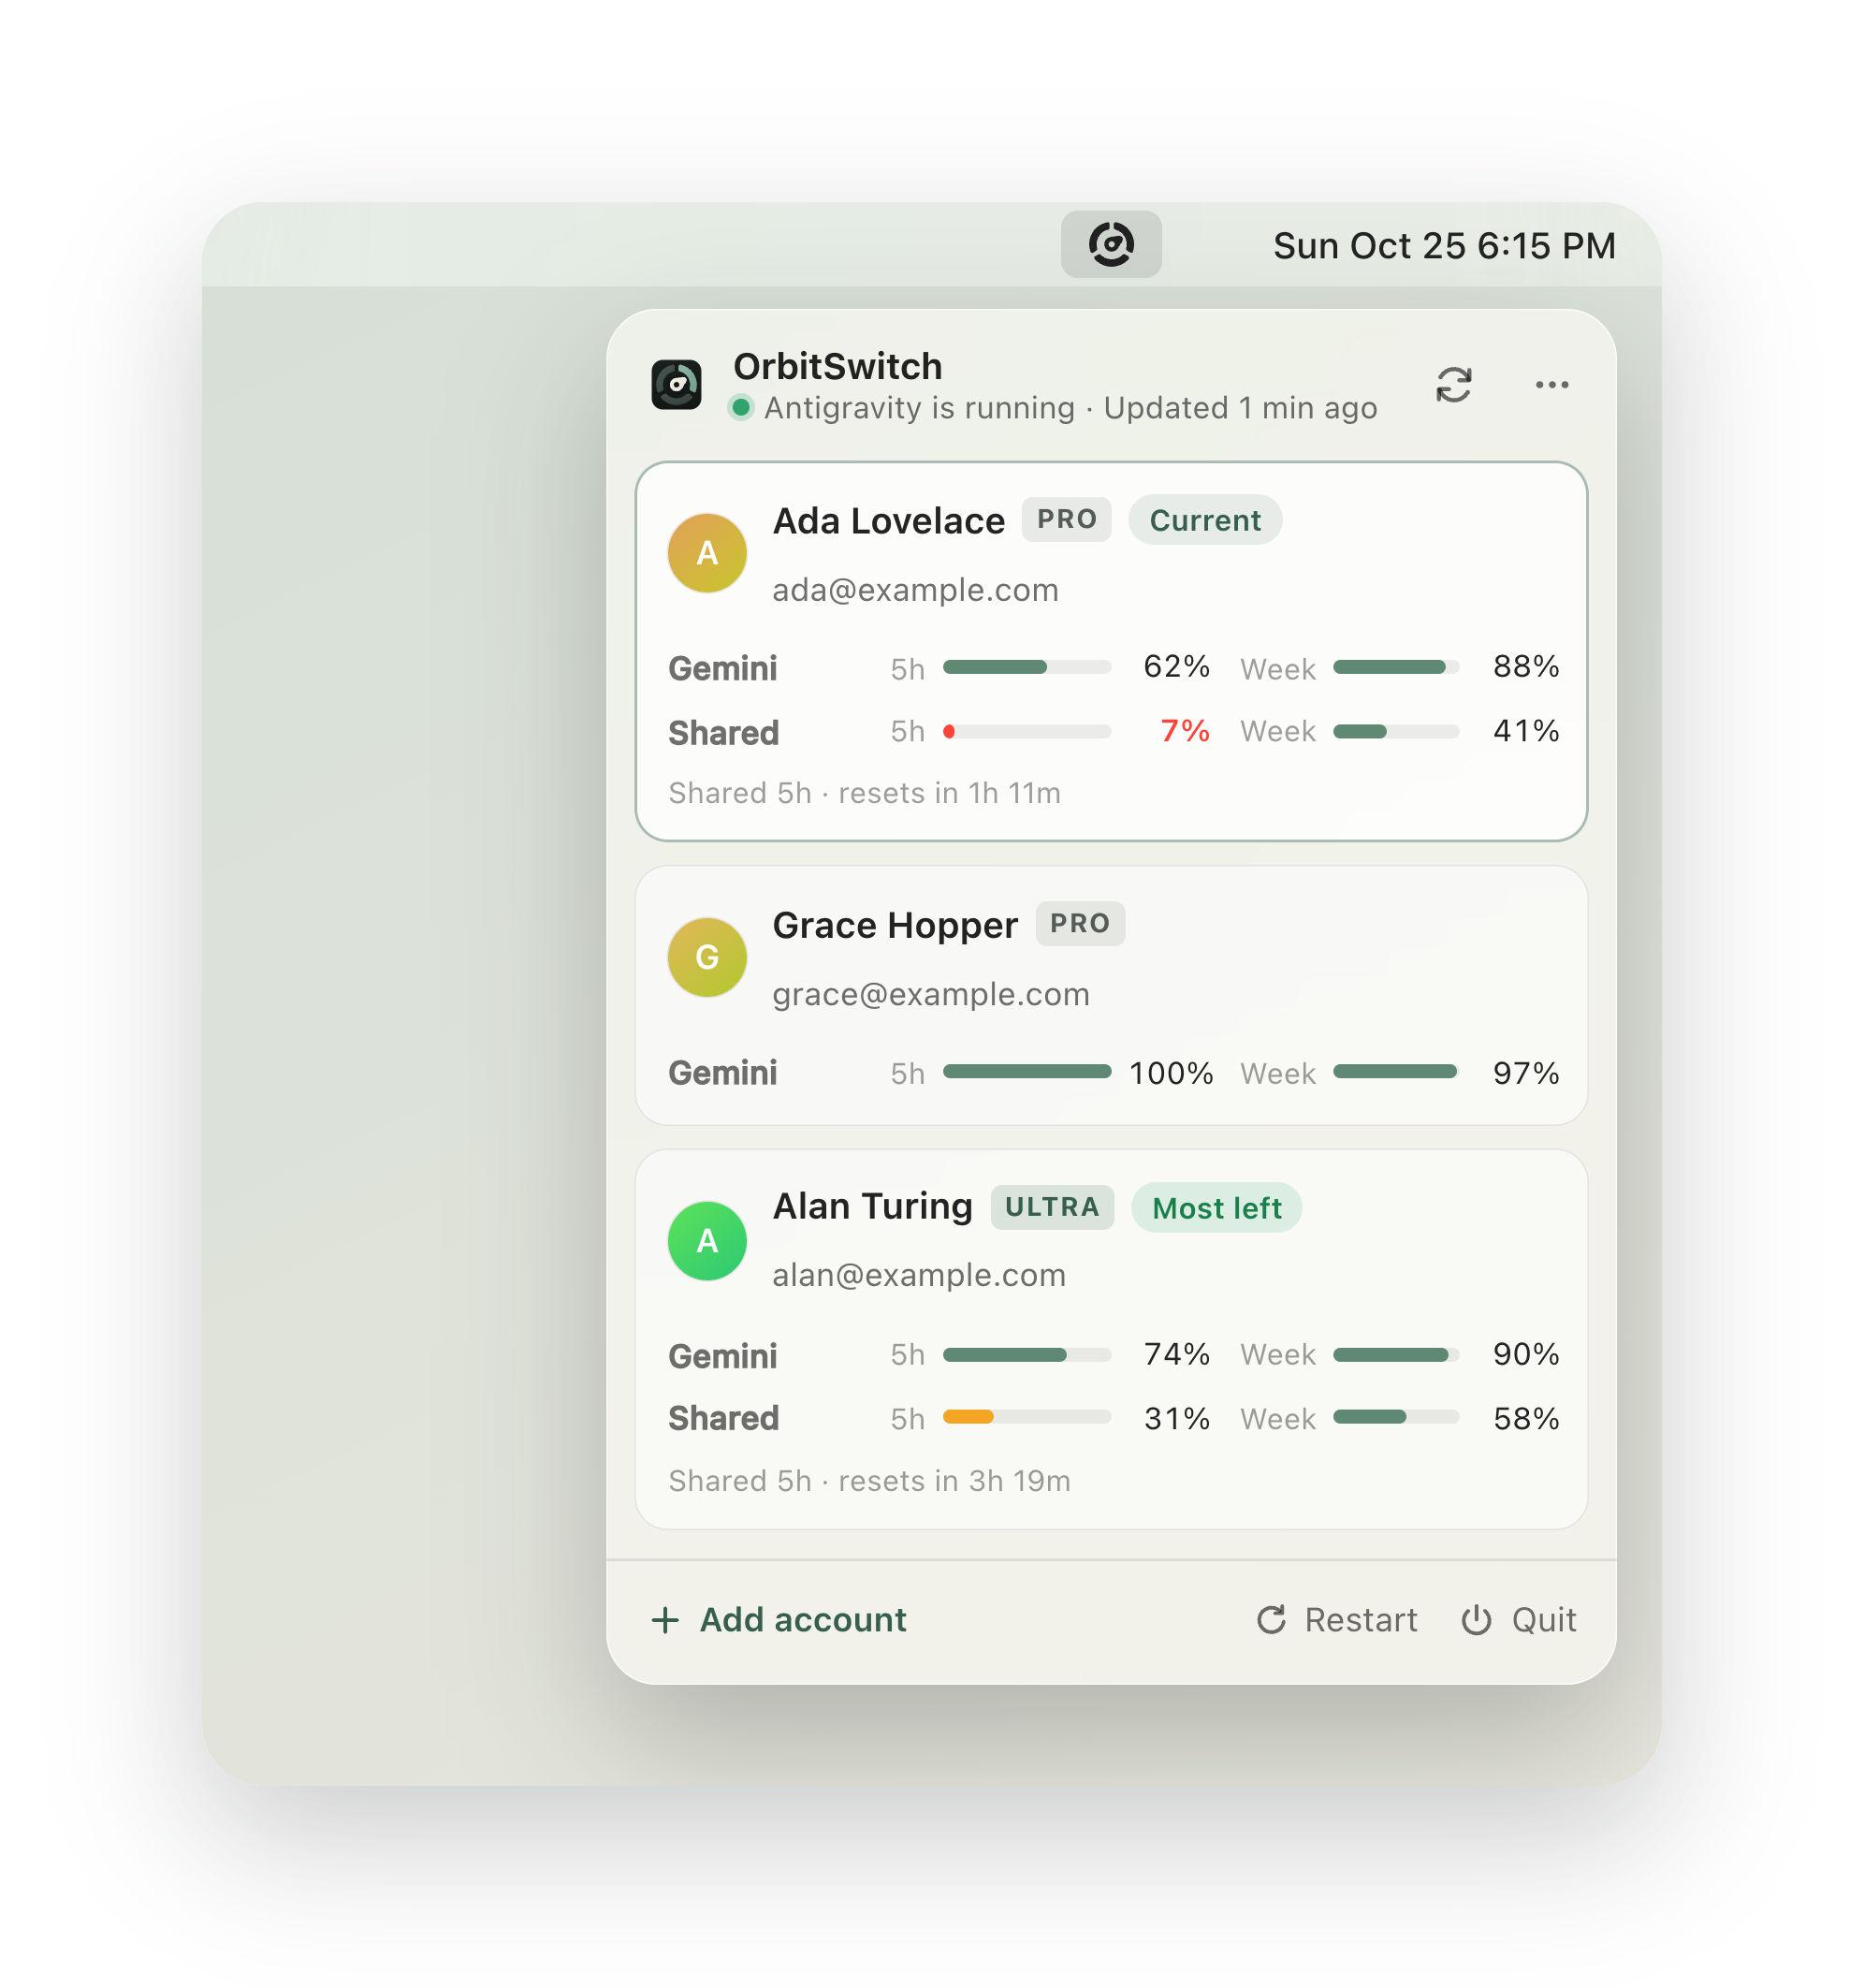 Sun Oct 25 6:15 PM
OrbitSwitch
Antigravity is running · Updated 1 min ago
A
Ada Lovelace PRO Current
ada@example.com
Gemini 5h 62% Week 88%
Shared 5h 7% Week 41%
Shared 5h · resets in 1h 11m
G
Grace Hopper PRO
grace@example.com
Gemini 5h 100% Week 97%
A
Alan Turing ULTRA Most left
alan@example.com
Gemini 5h 74% Week 90%
Shared 5h 31% Week 58%
Shared 5h · resets in 3h 19m
Add account Restart Quit